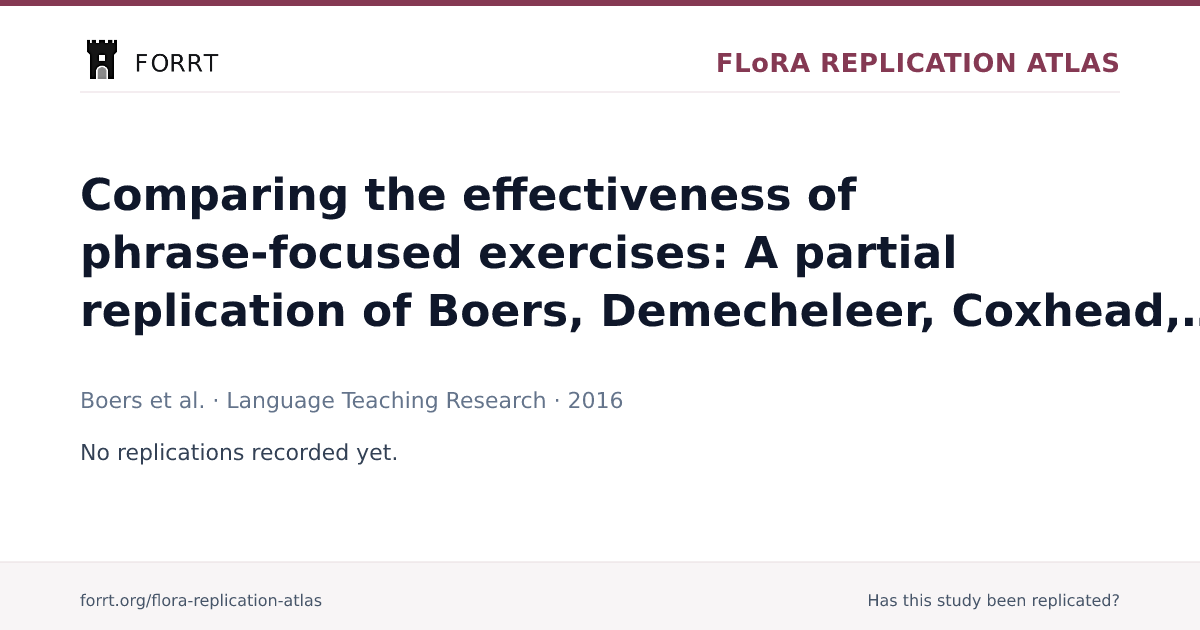 FORRT
FLoRA REPLICATION ATLAS
Comparing the effectiveness of
phrase-focused exercises: A partial
replication of Boers, Demecheleer, Coxhead,…
Boers et al. · Language Teaching Research · 2016
No replications recorded yet.
forrt.org/flora-replication-atlas
Has this study been replicated?